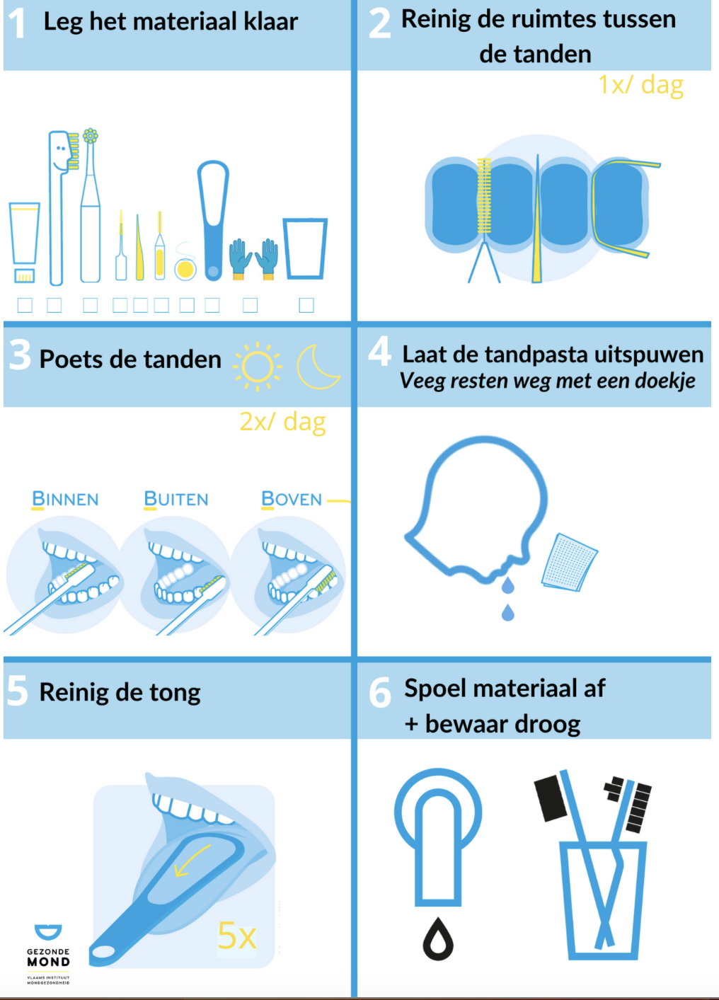 1 Leg het materiaal klaar
2 Reinig de ruimtes tussen
de tanden
1x/ dag
3 Poets de tanden
2x/ dag
BINNEN BUITEN BOVEN
4 Laat de tandpasta uitspuwen
Veeg resten weg met een doekje
5 Reinig de tong
5x
GEZONDE
MOND
VLAAMS INSTITUUT
MONDGEZONDHEID
6 Spoel materiaal af
+ bewaar droog